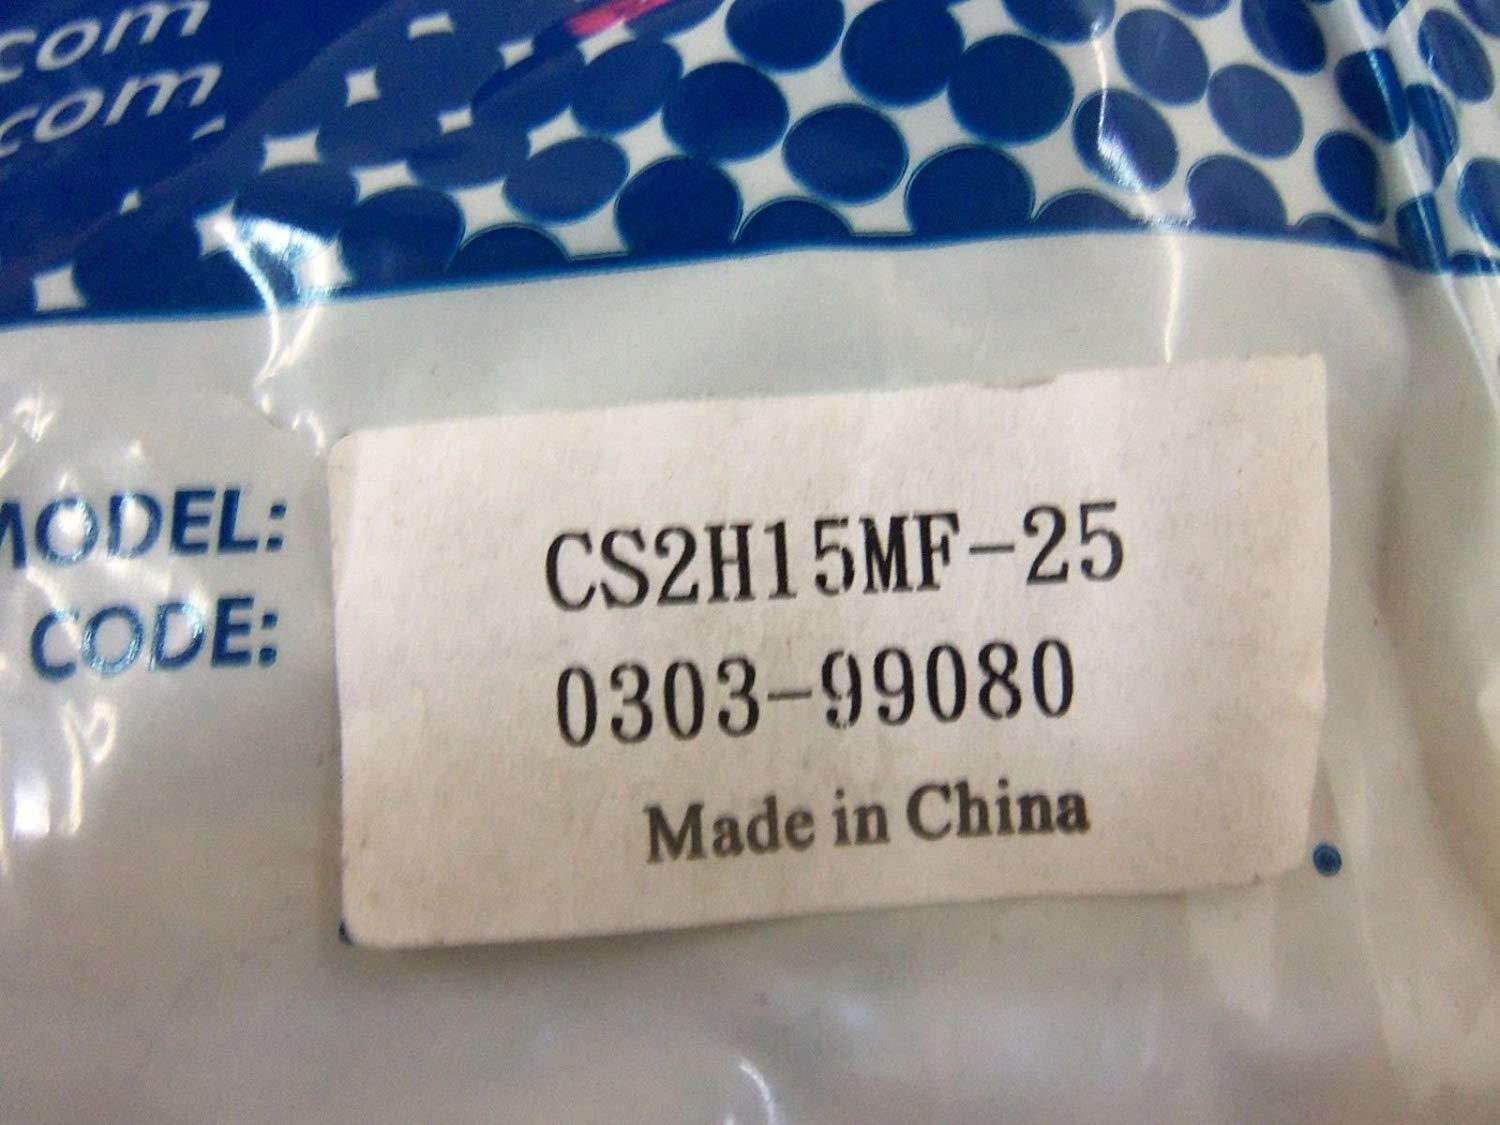 com
.com
MODEL:
CS2H15MF-25
CODE:
0303-99080
Made in China